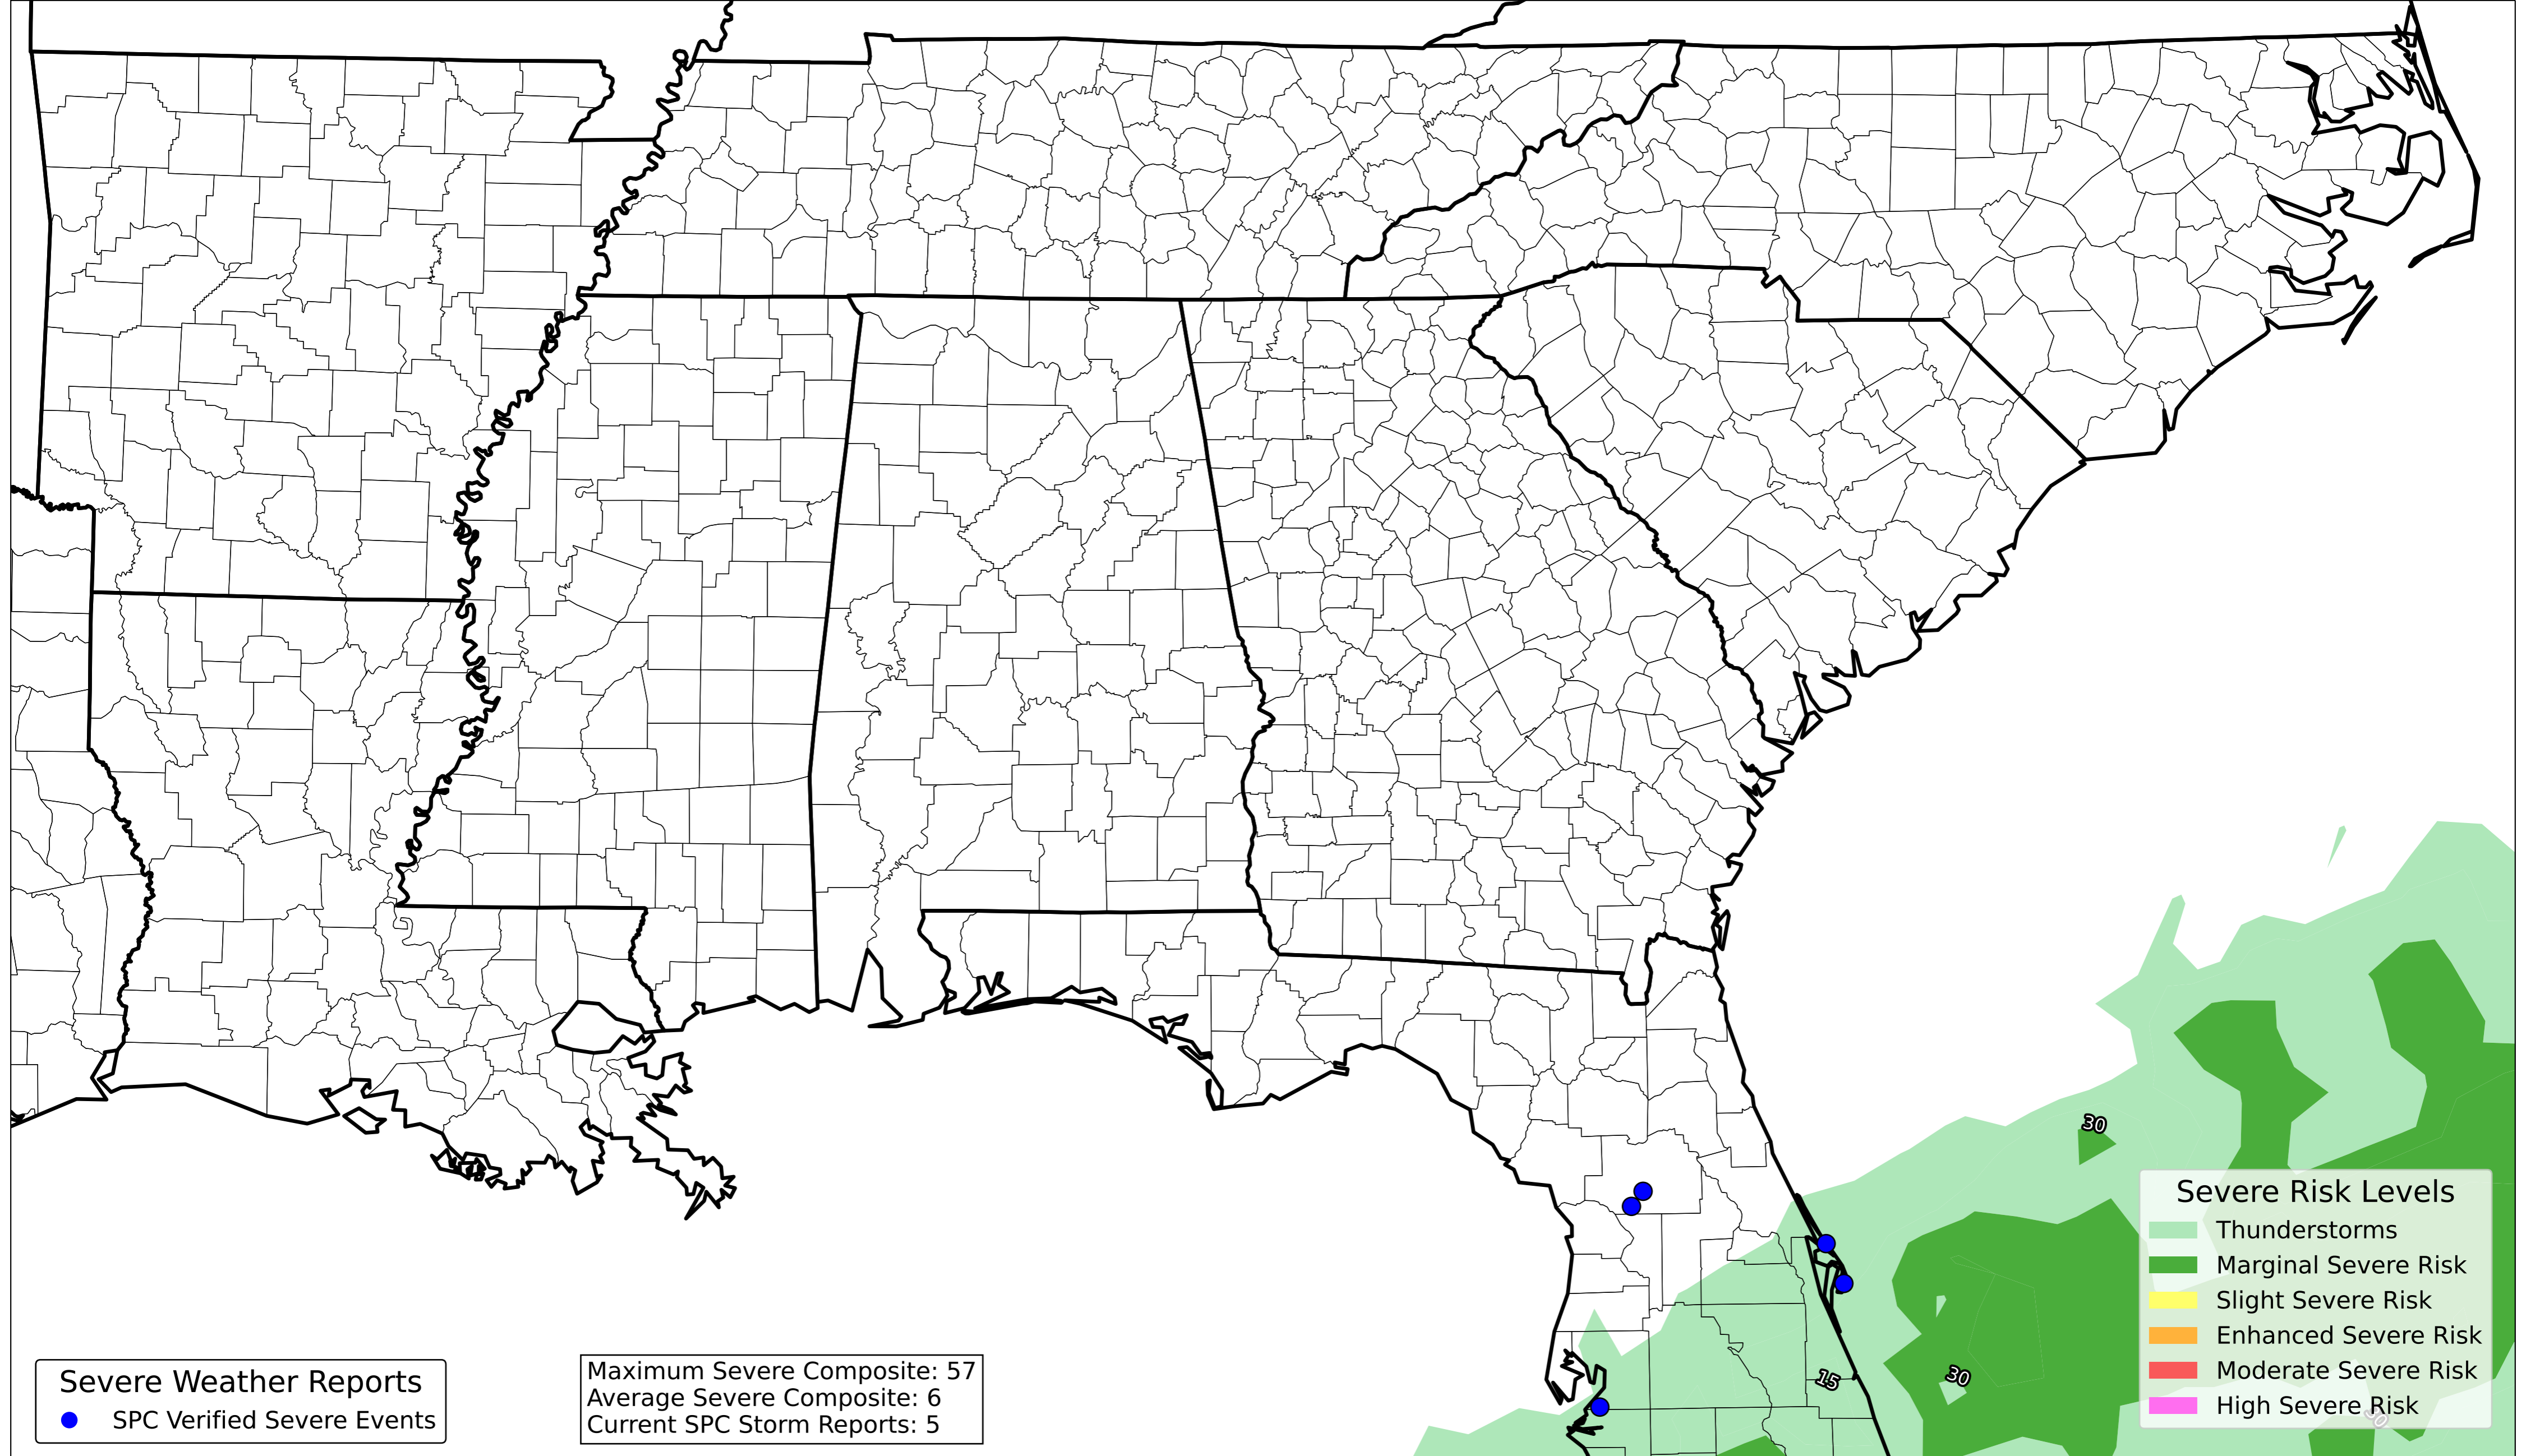 30
15
30
Severe Risk Levels
Thunderstorms
Marginal Severe Risk
Slight Severe Risk
Enhanced Severe Risk
Moderate Severe Risk
High Severe Risk
30
Severe Weather Reports
SPC Verified Severe Events
Maximum Severe Composite: 57
Average Severe Composite: 6
Current SPC Storm Reports: 5